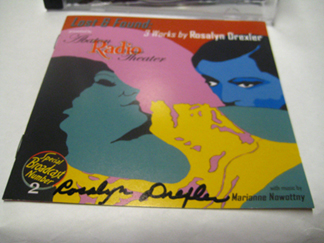 Lost & Found
3 Works by Rosalyn Drexler
Abaton
Radio
Theater
Special
Broadcast
Number
2
Rosalyn Drexler
with music by
Marianne Nowottny